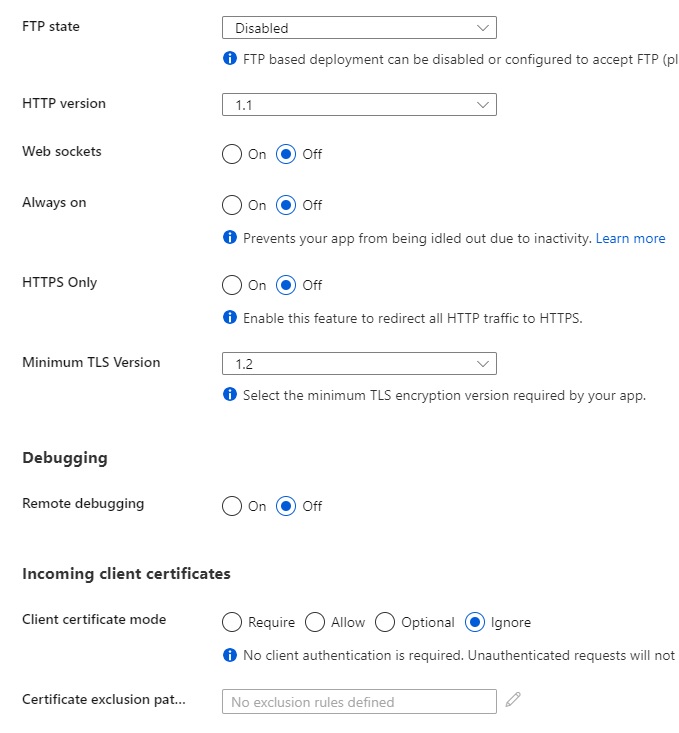 FTP state
Disabled
FTP based deployment can be disabled or configured to accept FTP (pl
HTTP version
1.1
Web sockets
On Off
Always on
On Off
Prevents your app from being idled out due to inactivity. Learn more
HTTPS Only
On Off
Enable this feature to redirect all HTTP traffic to HTTPS.
Minimum TLS Version
1.2
Select the minimum TLS encryption version required by your app.
Debugging
Remote debugging
On Off
Incoming client certificates
Client certificate mode
Require Allow Optional Ignore
No client authentication is required. Unauthenticated requests will not
Certificate exclusion pat...
No exclusion rules defined